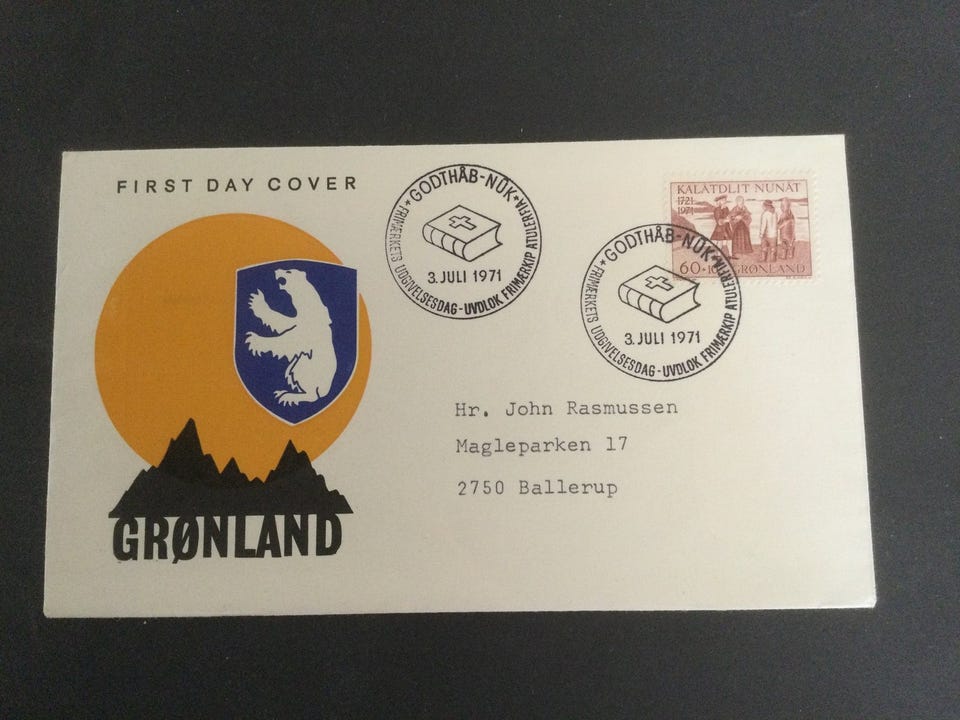 FIRST DAY COVER
GODTHÅB-NÛK
3. JULI 1971
FRIMÆRKETS UDGIVELSESDAG - UVDLOK FRIMÆRKIP ATULERFIA
KALATDLIT NUNÂT
1721
1971
60+10 GRØNLAND
GODTHÅB-NÛK
3. JULI 1971
FRIMÆRKETS UDGIVELSESDAG - UVDLOK FRIMÆRKIP ATULERFIA
Hr. John Rasmussen
Magleparken 17
2750 Ballerup
GRØNLAND